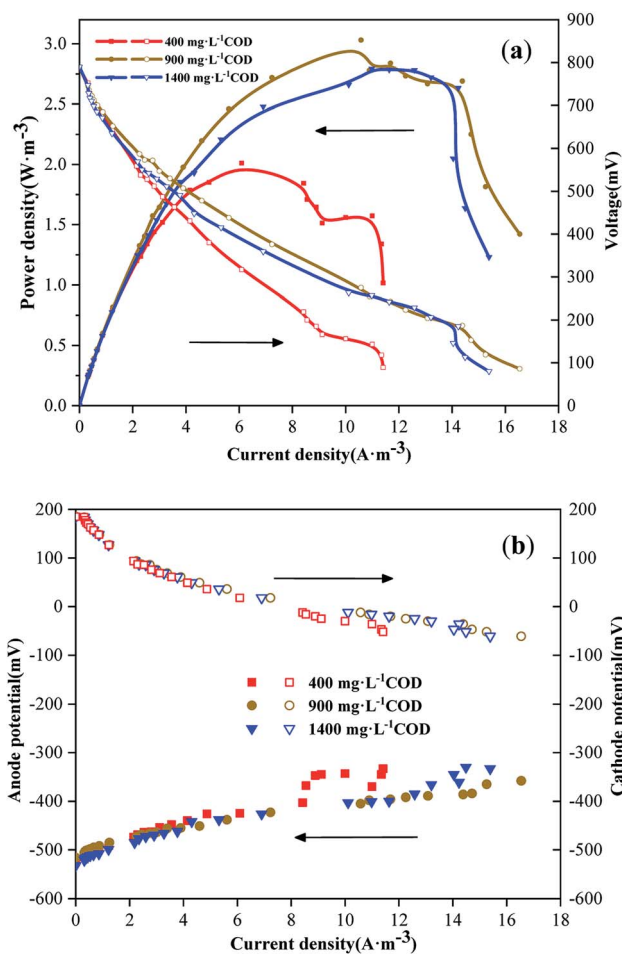 3.0
2.5
2.0
1.5
1.0
0.5
0.0
Power density(W·m⁻³)
400 mg·L⁻¹COD
900 mg·L⁻¹COD
1400 mg·L⁻¹COD
(a)
900
800
700
600
500
400
300
200
100
0
Voltage(mV)
0 2 4 6 8 10 12 14 16 18
Current density(A·m⁻³)
200
100
0
-100
-200
-300
-400
-500
-600
Anode potential(mV)
(b)
400 mg·L⁻¹COD
900 mg·L⁻¹COD
1400 mg·L⁻¹COD
200
100
0
-100
-200
-300
-400
-500
-600
Cathode potential(mV)
0 2 4 6 8 10 12 14 16 18
Current density(A·m⁻³)